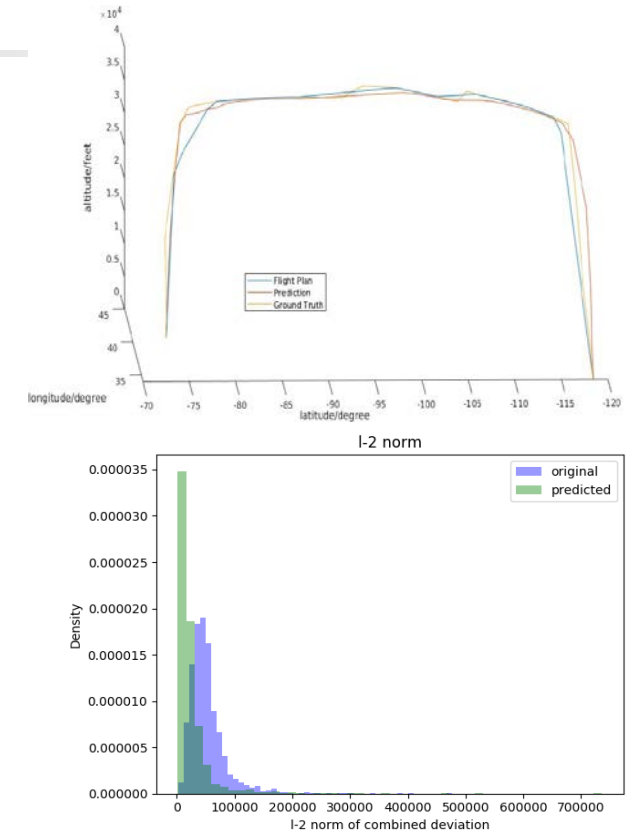 ×10⁴
4
3.5
3
2.5
2
1.5
1
0.5
0
altitude/feet
45
40
35
longitude/degree
-70 -75 -80 -85 -90 -95 -100 -105 -110 -115 -120
latitude/degree
Flight Plan
Prediction
Ground Truth
l-2 norm
original
predicted
0.000035
0.000030
0.000025
0.000020
0.000015
0.000010
0.000005
0.000000
Density
0 100000 200000 300000 400000 500000 600000 700000
l-2 norm of combined deviation